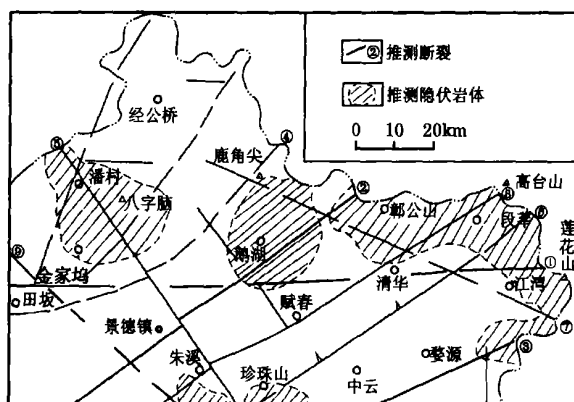 ② 推测断裂
推测隐伏岩体
0 10 20km
经公桥
⑤
④
鹿角尖
潘村
八字脑
②
鄣公山
⑧
高台山
段莘
⑥
莲花山
鹅湖
⑨
金家坞
田坂
清华
①
江湾
赋春
景德镇
⑦
朱溪
珍珠山
中云
婺源
③